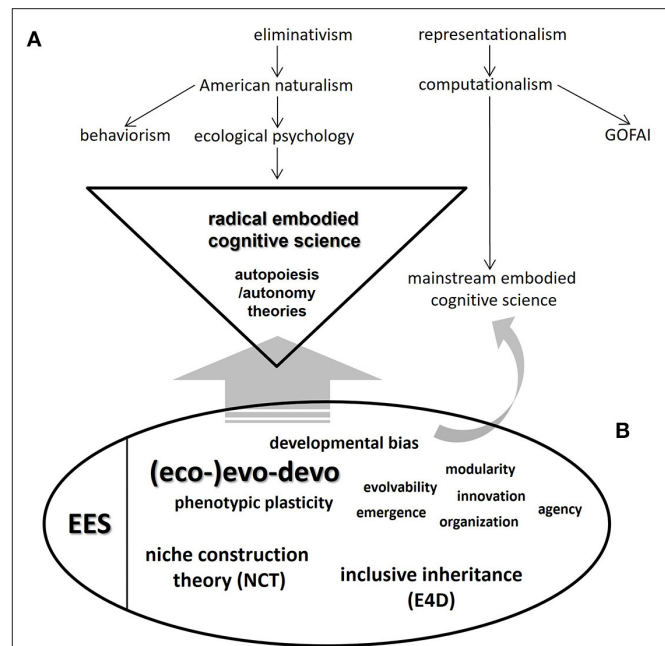 A
eliminativism
representationalism
American naturalism
computationalism
behaviorism
ecological psychology
GOFAI
radical embodied
cognitive science
autopoiesis
/autonomy
theories
mainstream embodied
cognitive science
B
developmental bias
(eco-)evo-devo
phenotypic plasticity
modularity
evolvability
innovation
emergence
organization
agency
EES
niche construction
theory (NCT)
inclusive inheritance
(E4D)